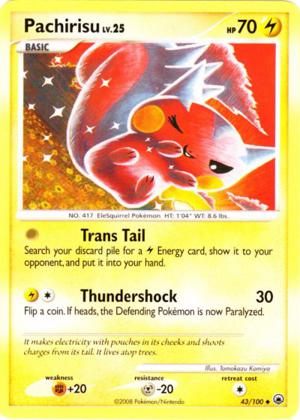 Pachirisu LV.25 HP 70
BASIC
NO. 417 EleSquirrel Pokémon HT: 1'04" WT: 8.6 lbs.
Trans Tail
Search your discard pile for a Energy card, show it to your
opponent, and put it into your hand.
Thundershock 30
Flip a coin. If heads, the Defending Pokémon is now Paralyzed.
It makes electricity with pouches in its cheeks and shoots
charges from its tail. It lives atop trees.
Illus. Tomokazu Komiya
weakness resistance retreat cost
+20 -20
©2008 Pokémon/Nintendo 43/100